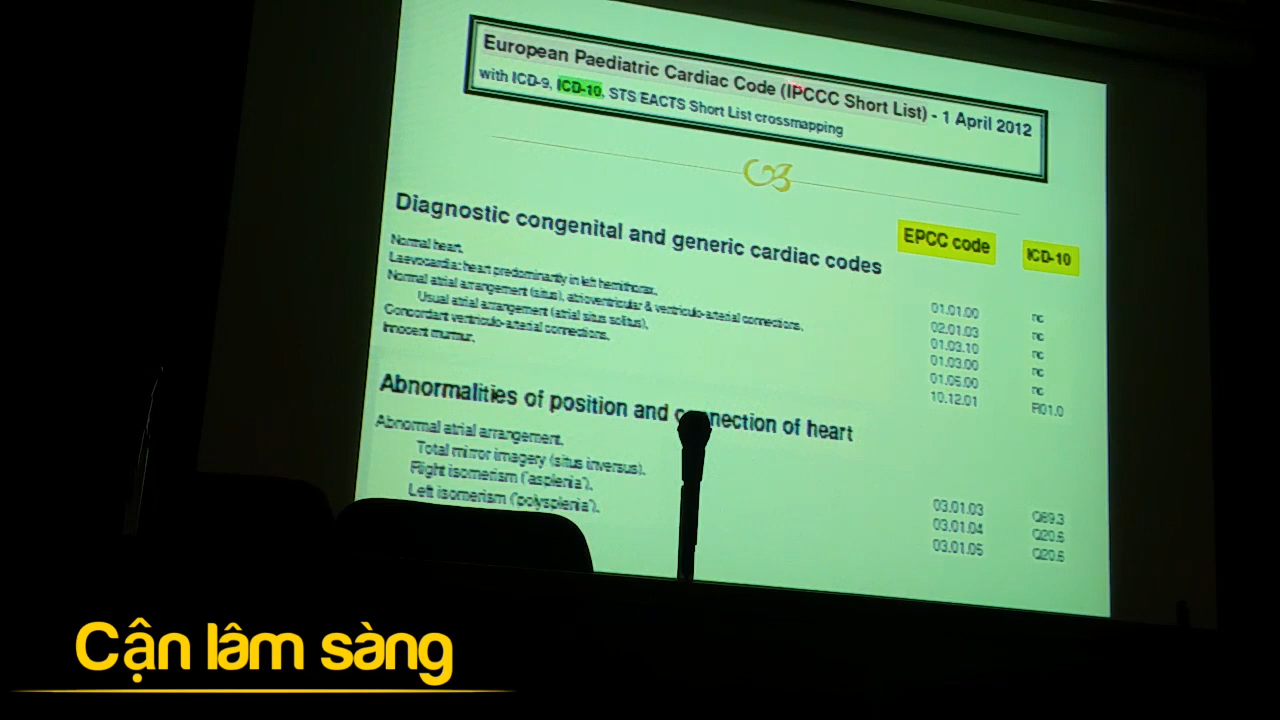 European Paediatric Cardiac Code (IPCCC Short List) - 1 April 2012
with ICD-9, ICD-10, STS EACTS Short List crossmapping
Diagnostic congenital and generic cardiac codes
EPCC code
ICD-10
Normal heart,
Laevocardia: heart predominantly in left hemithorax,
Normal atrial arrangement (situs), atrioventricular & ventriculo-arterial connections,
Usual atrial arrangement (atrial situs solitus),
Concordant ventriculo-arterial connections,
Innocent murmur,
01.01.00 nc
02.01.03 nc
01.03.10 nc
01.03.00 nc
01.05.00 nc
10.12.01 R01.0
Abnormalities of position and connection of heart
Abnormal atrial arrangement,
Total mirror imagery (situs inversus),
Right isomerism ('asplenia'),
Left isomerism ('polysplenia'),
03.01.03 Q89.3
03.01.04 Q20.6
03.01.05 Q20.6
Cận lâm sàng